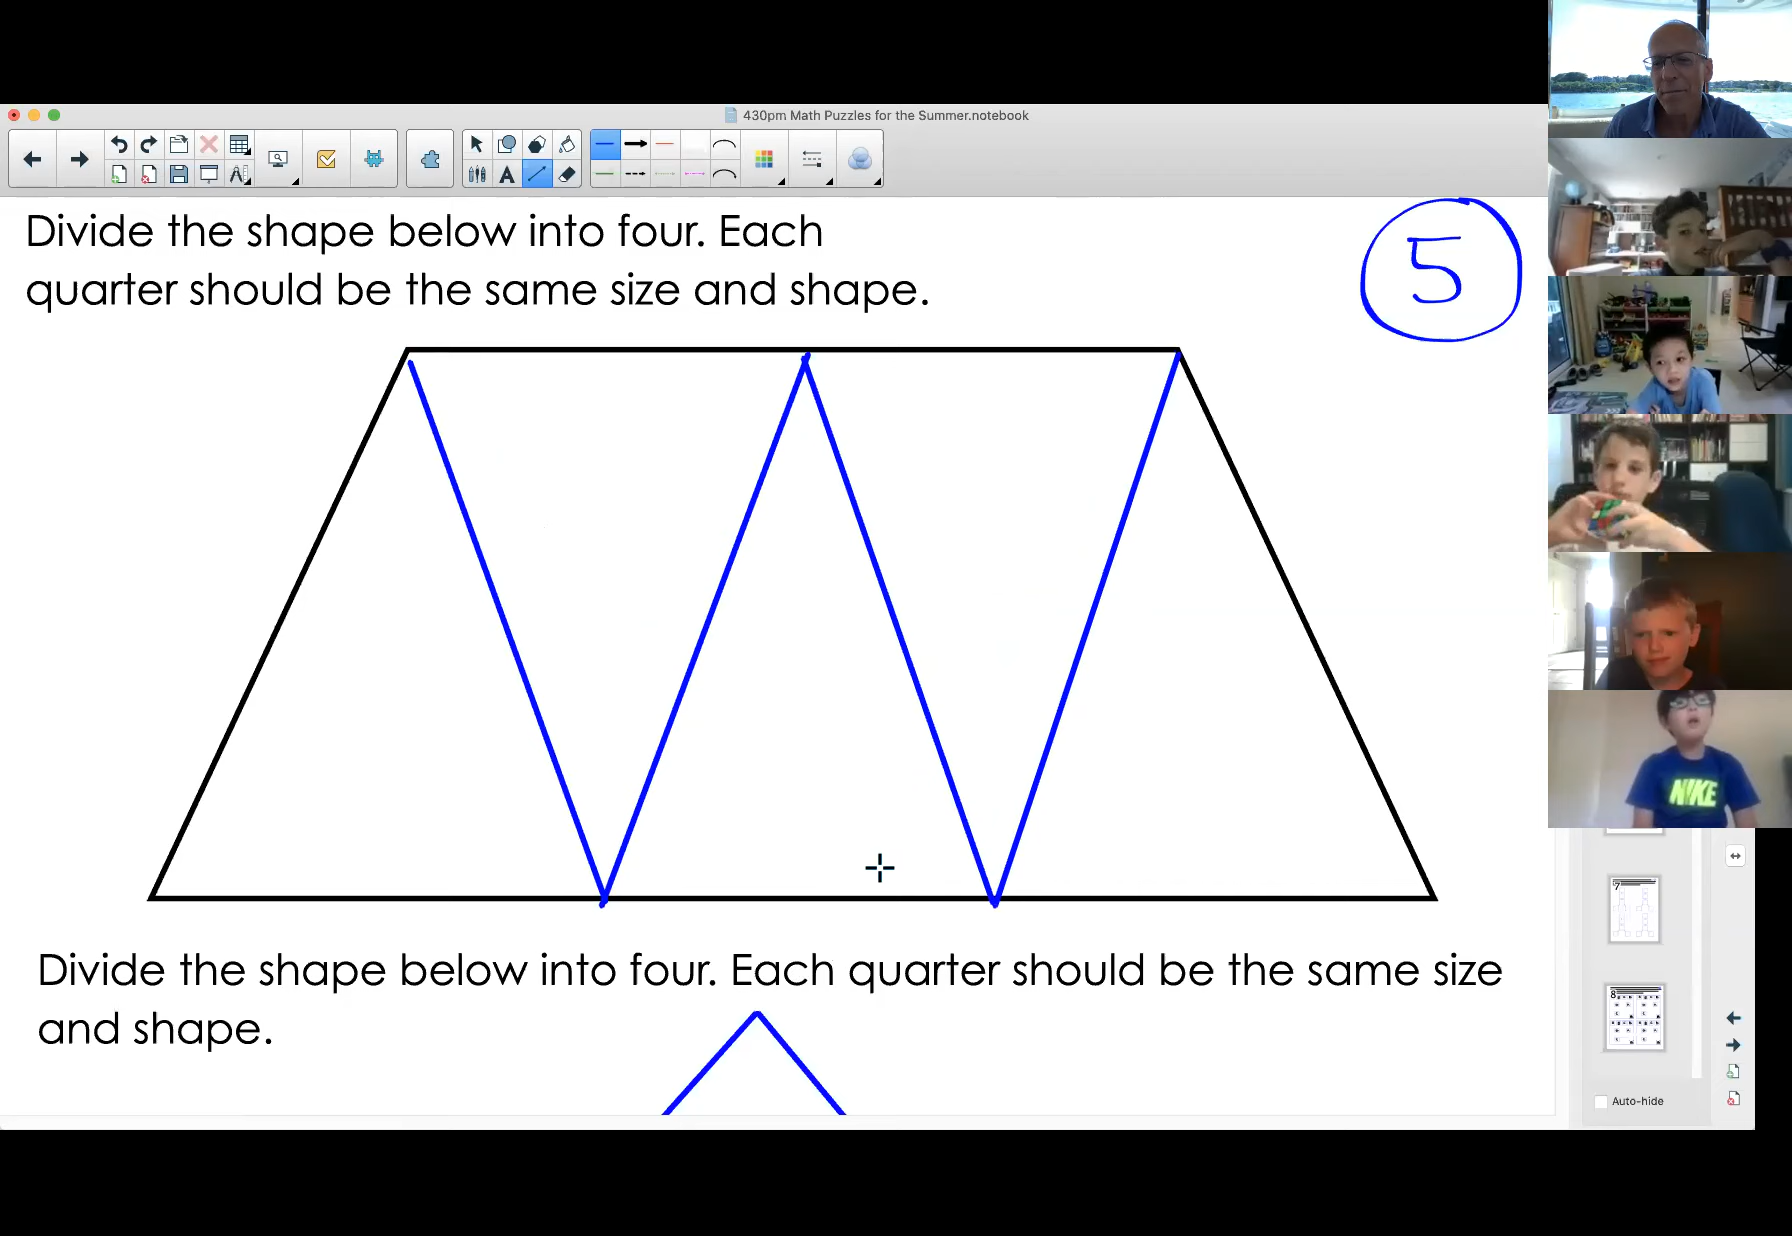 430pm Math Puzzles for the Summer.notebook
Divide the shape below into four. Each
quarter should be the same size and shape.
5
NIKE
7
8
Divide the shape below into four. Each quarter should be the same size
and shape.
Auto-hide